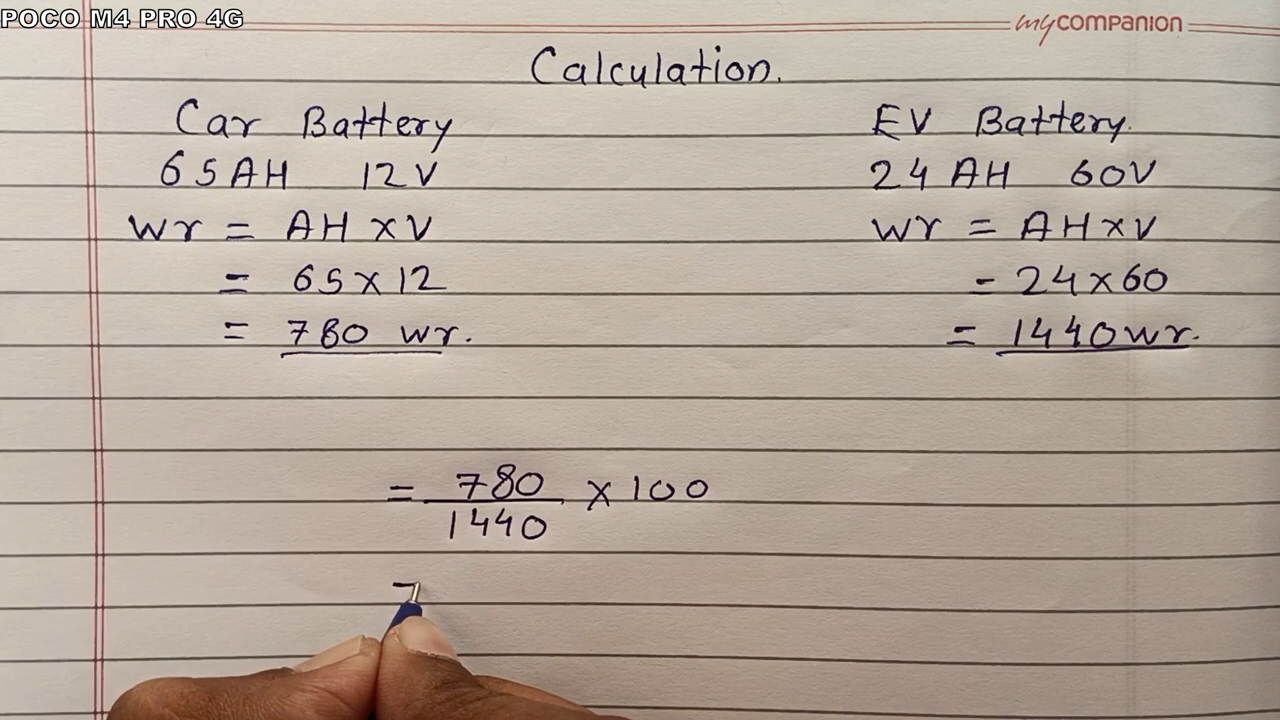 POCO M4 PRO 4G
mycompanion
Calculation.
Car Battery
65AH 12V
Wr = AH x V
= 65 x 12
= 780 wr.
EV Battery.
24 AH 60V
Wr = AH x V
= 24 x 60
= 1440 wr.
= 780/1440 x 100